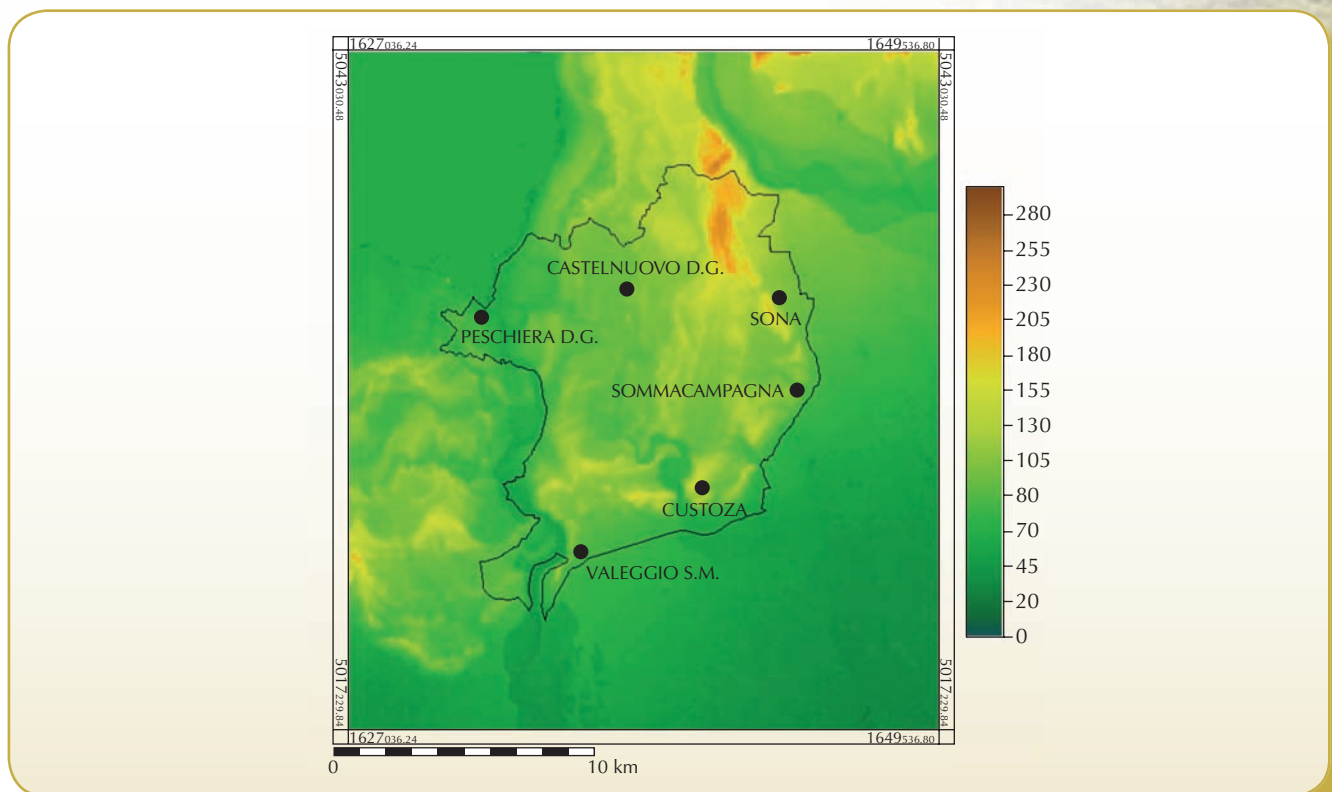 1627036.24 1649536.80
5043030.48 5043030.48
CASTELNUOVO D.G.
SONA
PESCHIERA D.G.
SOMMACAMPAGNA
CUSTOZA
VALEGGIO S.M.
5017229.84 5017229.84
1627036.24 1649536.80
0 10 km
280
255
230
205
180
155
130
105
80
70
45
20
0